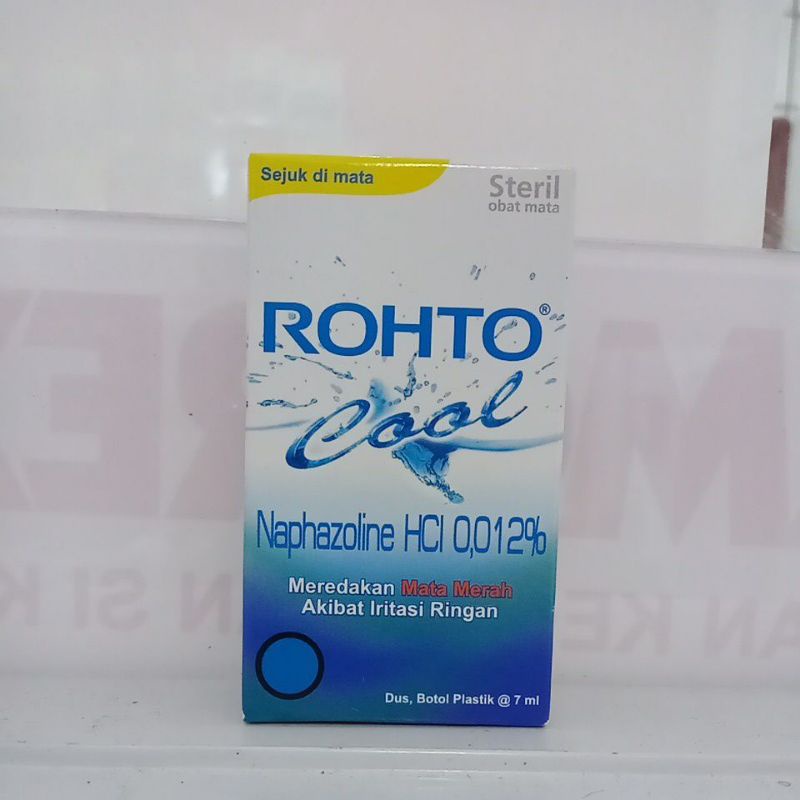 Sejuk di mata
Steril
obat mata
ROHTO®
Cool
Naphazoline HCl 0,012%
Meredakan Mata Merah
Akibat Iritasi Ringan
Dus, Botol Plastik @ 7 ml